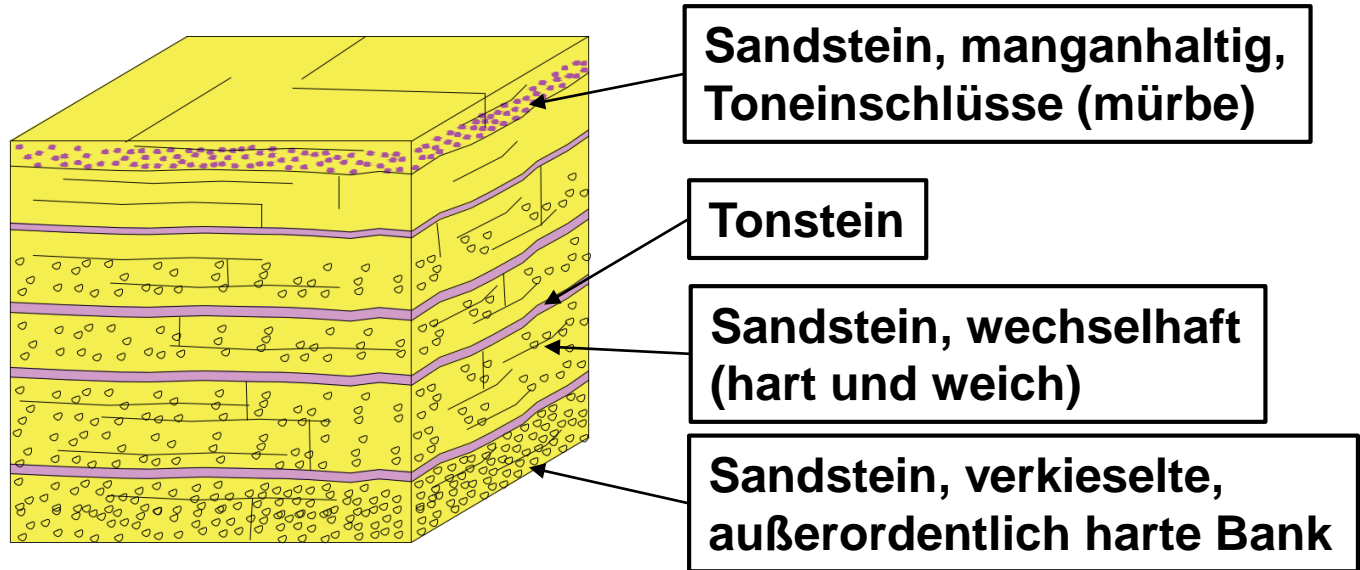 Sandstein, manganhaltig,
Toneinschlüsse (mürbe)
Tonstein
Sandstein, wechselhaft
(hart und weich)
Sandstein, verkieselte,
außerordentlich harte Bank